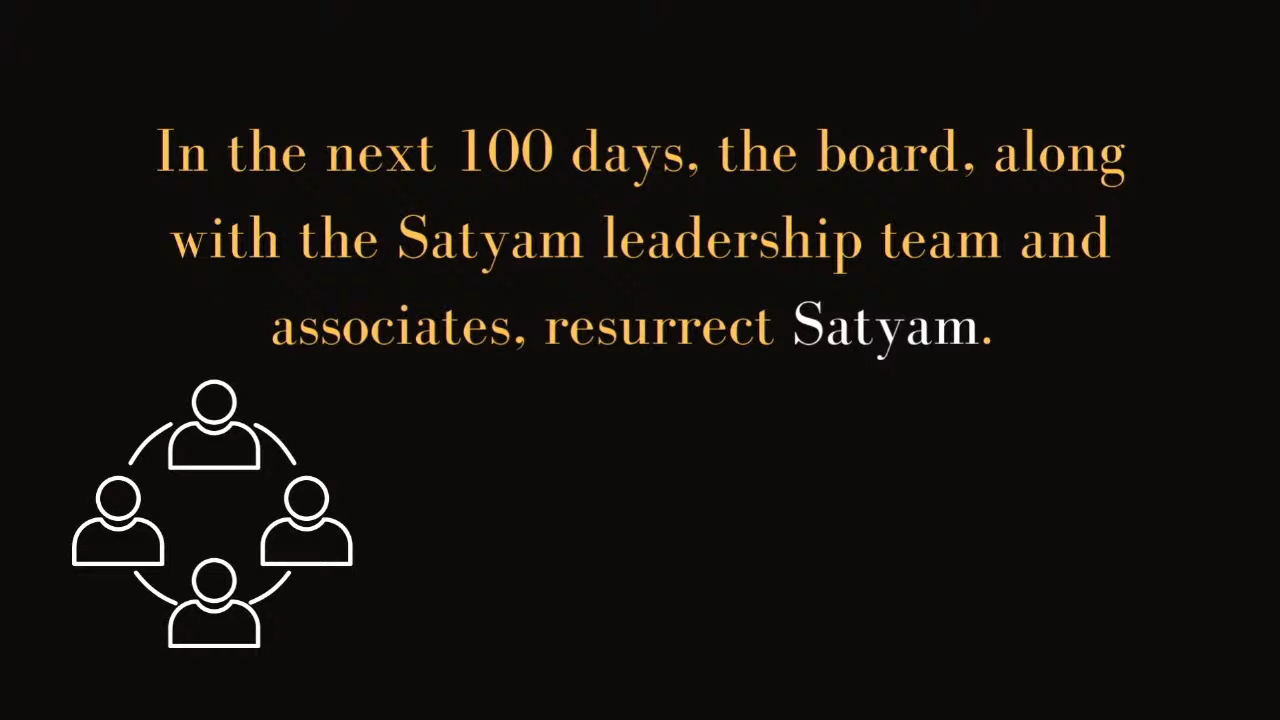 In the next 100 days, the board, along
with the Satyam leadership team and
associates, resurrect Satyam.